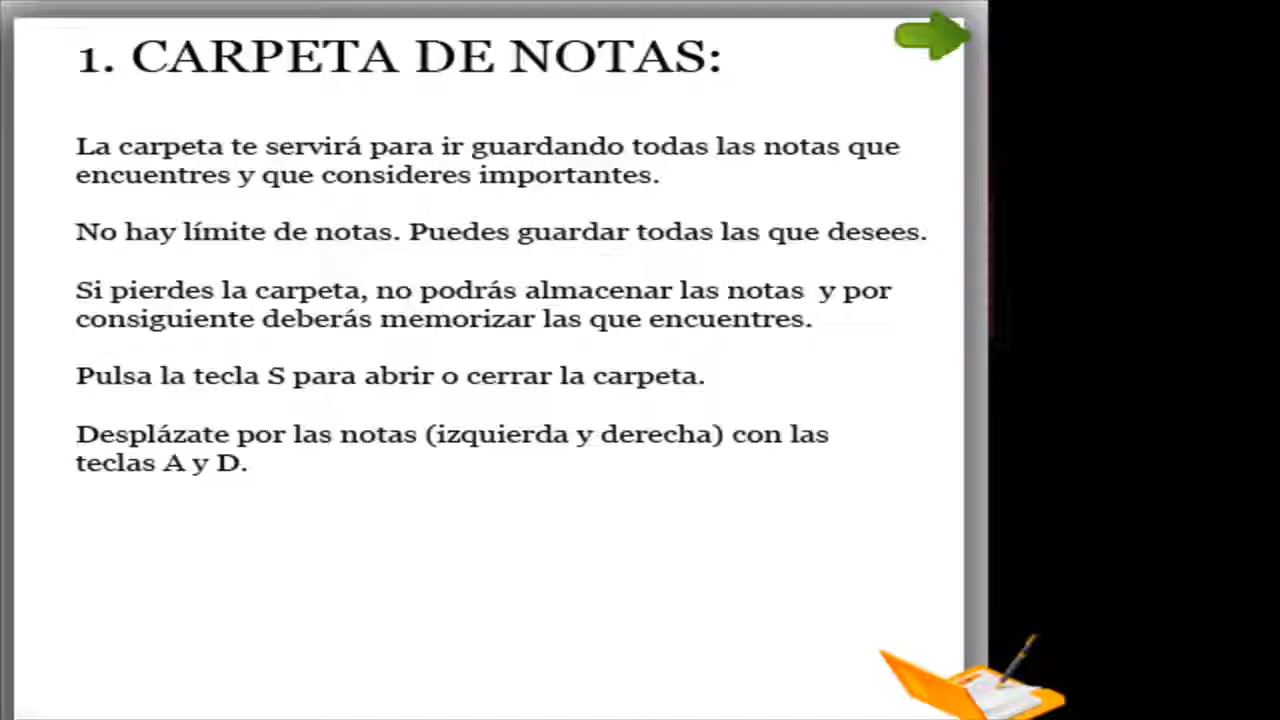 1. CARPETA DE NOTAS:
La carpeta te servirá para ir guardando todas las notas que
encuentres y que consideres importantes.
No hay límite de notas. Puedes guardar todas las que desees.
Si pierdes la carpeta, no podrás almacenar las notas  y por
consiguiente deberás memorizar las que encuentres.
Pulsa la tecla S para abrir o cerrar la carpeta.
Desplázate por las notas (izquierda y derecha) con las
teclas A y D.